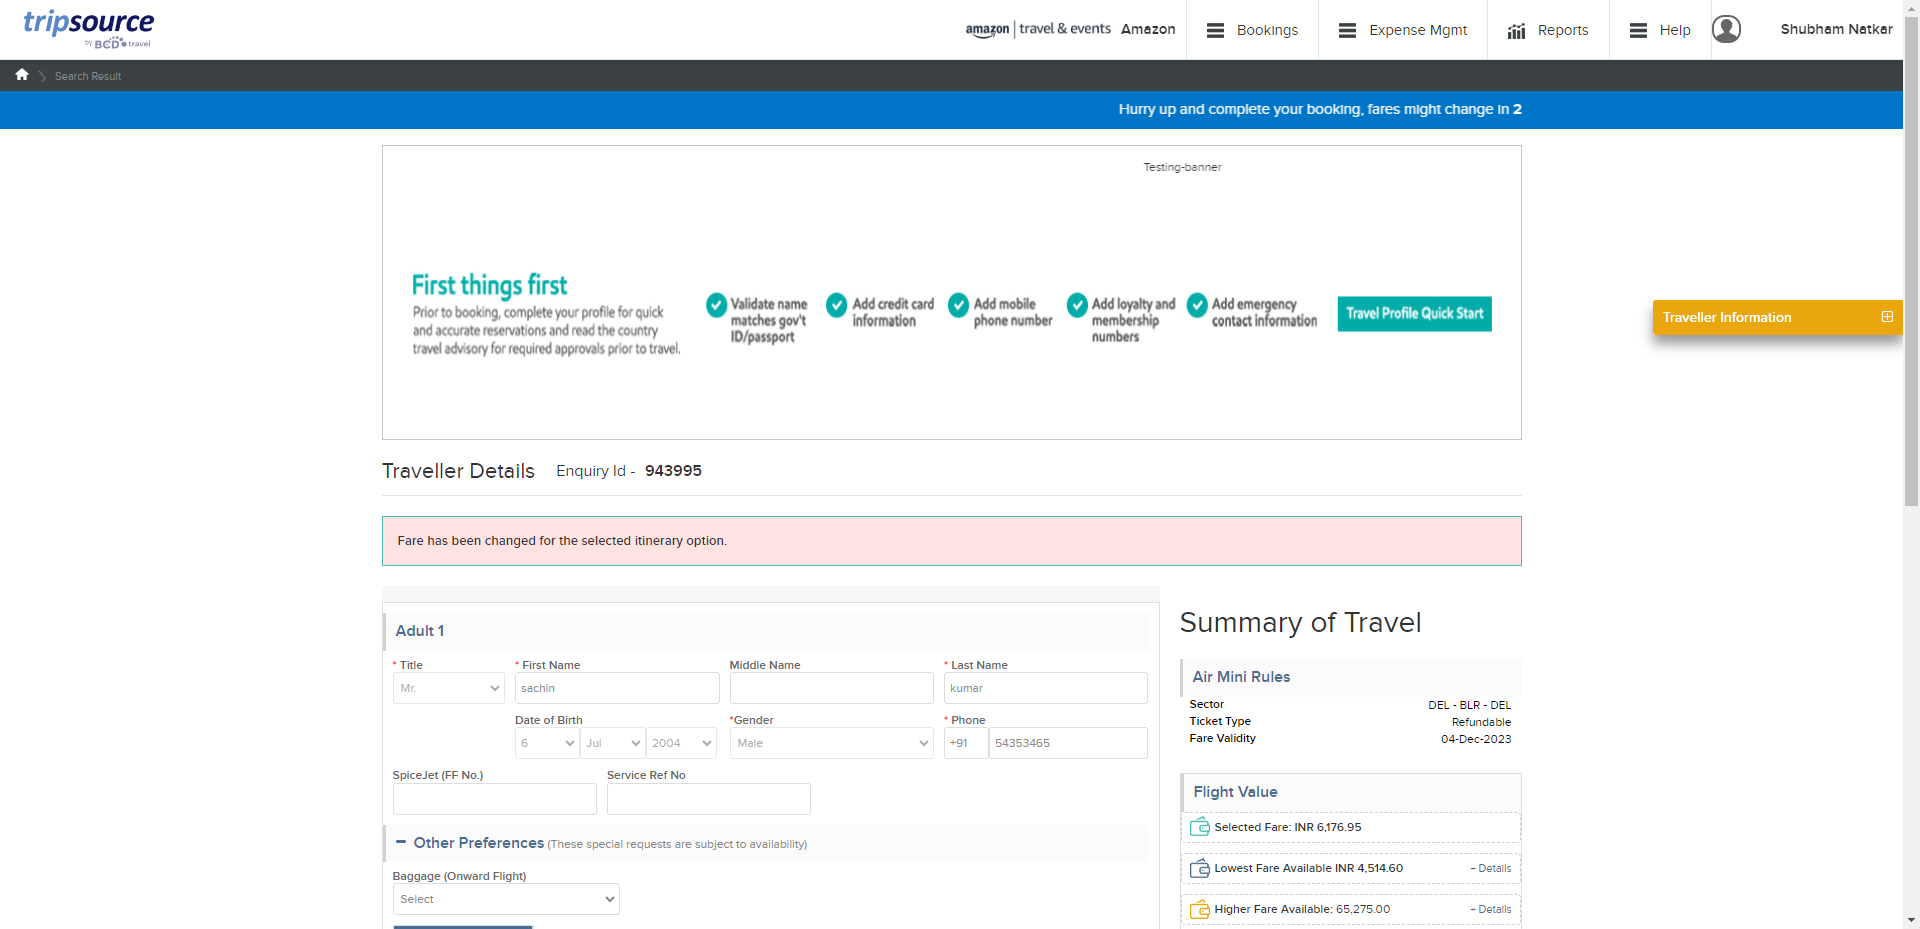 tripsource
by BCD travel
amazon | travel & events Amazon
Bookings
Expense Mgmt
Reports
Help
Shubham Natkar
Search Result
Hurry up and complete your booking, fares might change in 2
Testing-banner
First things first
Prior to booking, complete your profile for quick
and accurate reservations and read the country
travel advisory for required approvals prior to travel.
Validate name
matches gov't
ID/passport
Add credit card
information
Add mobile
phone number
Add loyalty and
membership
numbers
Add emergency
contact information
Travel Profile Quick Start
Traveller Information
Traveller Details Enquiry Id - 943995
Fare has been changed for the selected itinerary option.
Adult 1
* Title * First Name Middle Name * Last Name
Mr. sachin kumar
Date of Birth *Gender * Phone
6 Jul 2004 Male +91 54353465
SpiceJet (FF No.) Service Ref No
Other Preferences (These special requests are subject to availability)
Baggage (Onward Flight)
Select
Summary of Travel
Air Mini Rules
Sector DEL - BLR - DEL
Ticket Type Refundable
Fare Validity 04-Dec-2023
Flight Value
Selected Fare: INR 6,176.95
Lowest Fare Available INR 4,514.60 + Details
Higher Fare Available: 65,275.00 + Details